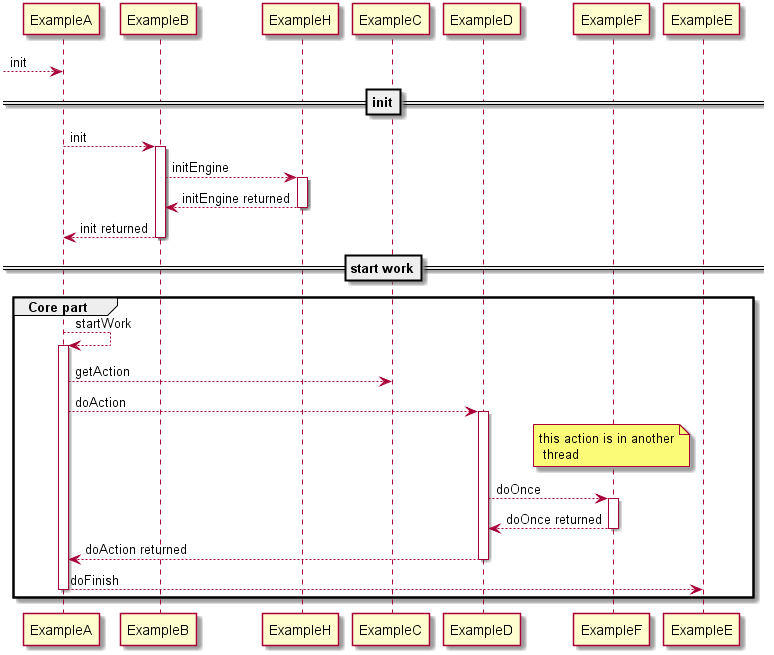 ExampleA ExampleB ExampleH ExampleC ExampleD ExampleF ExampleE
init
init
init
initEngine
initEngine returned
init returned
start work
Core part
startWork
getAction
doAction
this action is in another
thread
doOnce
doOnce returned
doAction returned
doFinish
ExampleA ExampleB ExampleH ExampleC ExampleD ExampleF ExampleE